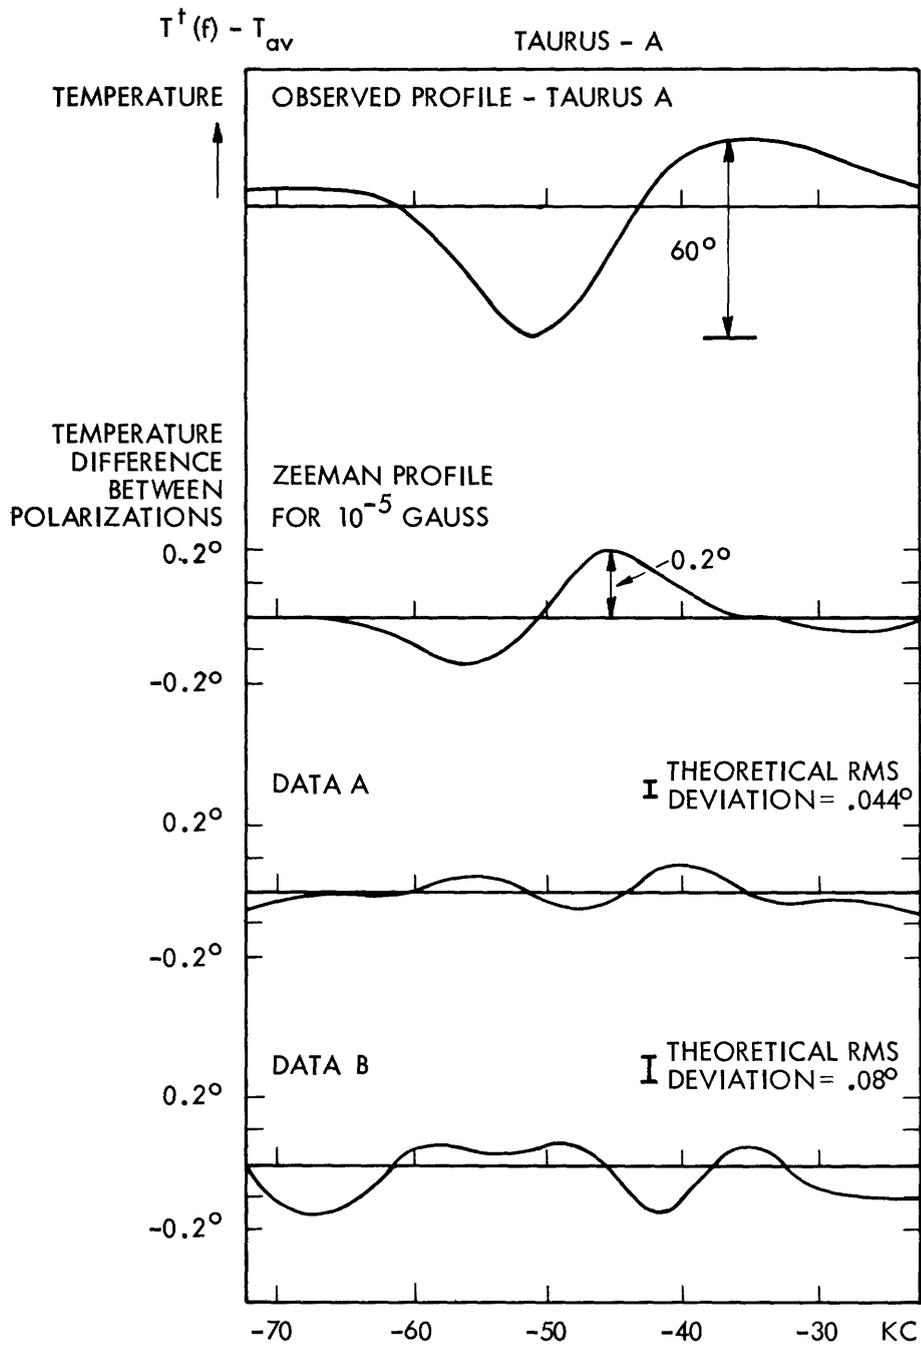 T^t (f) - T_av
TAURUS - A
TEMPERATURE
OBSERVED PROFILE - TAURUS A
60°
TEMPERATURE
DIFFERENCE
BETWEEN
POLARIZATIONS
ZEEMAN PROFILE
FOR 10^-5 GAUSS
0.2°
0.2°
-0.2°
DATA A
THEORETICAL RMS
DEVIATION= .044°
0.2°
-0.2°
DATA B
THEORETICAL RMS
DEVIATION= .08°
0.2°
-0.2°
-70 -60 -50 -40 -30 KC